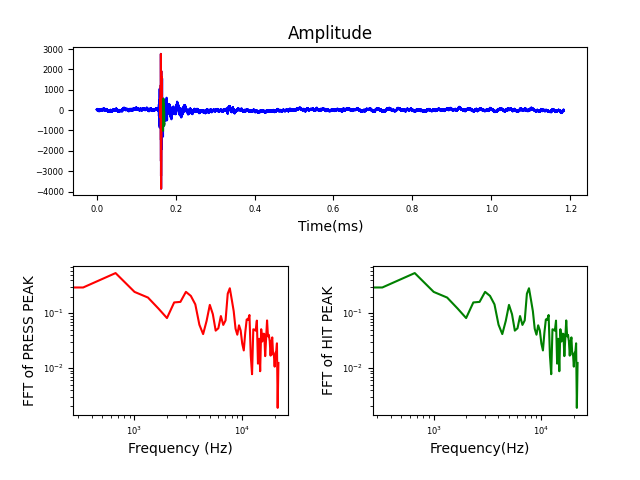 Amplitude
3000
2000
1000
0
−1000
−2000
−3000
−4000
0.0 0.2 0.4 0.6 0.8 1.0 1.2
Time(ms)
FFT of PRESS PEAK
10⁻¹
10⁻²
10³ 10⁴
Frequency (Hz)
FFT of HIT PEAK
10⁻¹
10⁻²
10³ 10⁴
Frequency(Hz)